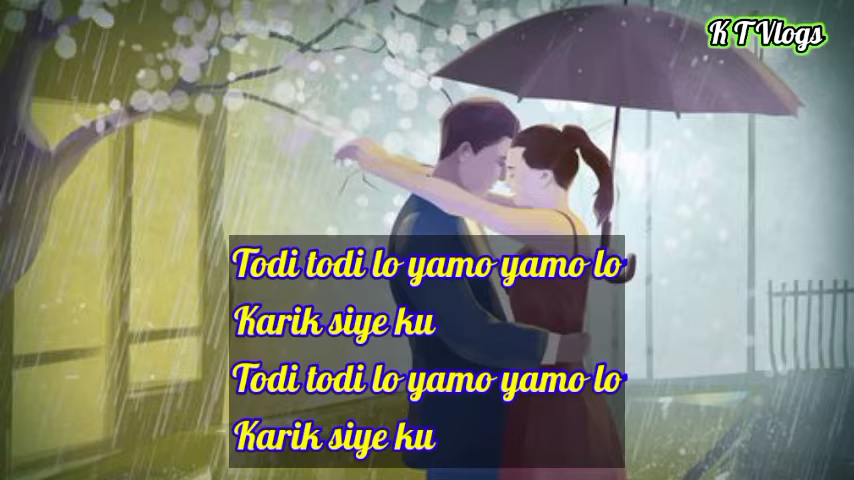 K T Vlogs
Todi todi lo yamo yamo lo
Karik siye ku
Todi todi lo yamo yamo lo
Karik siye ku